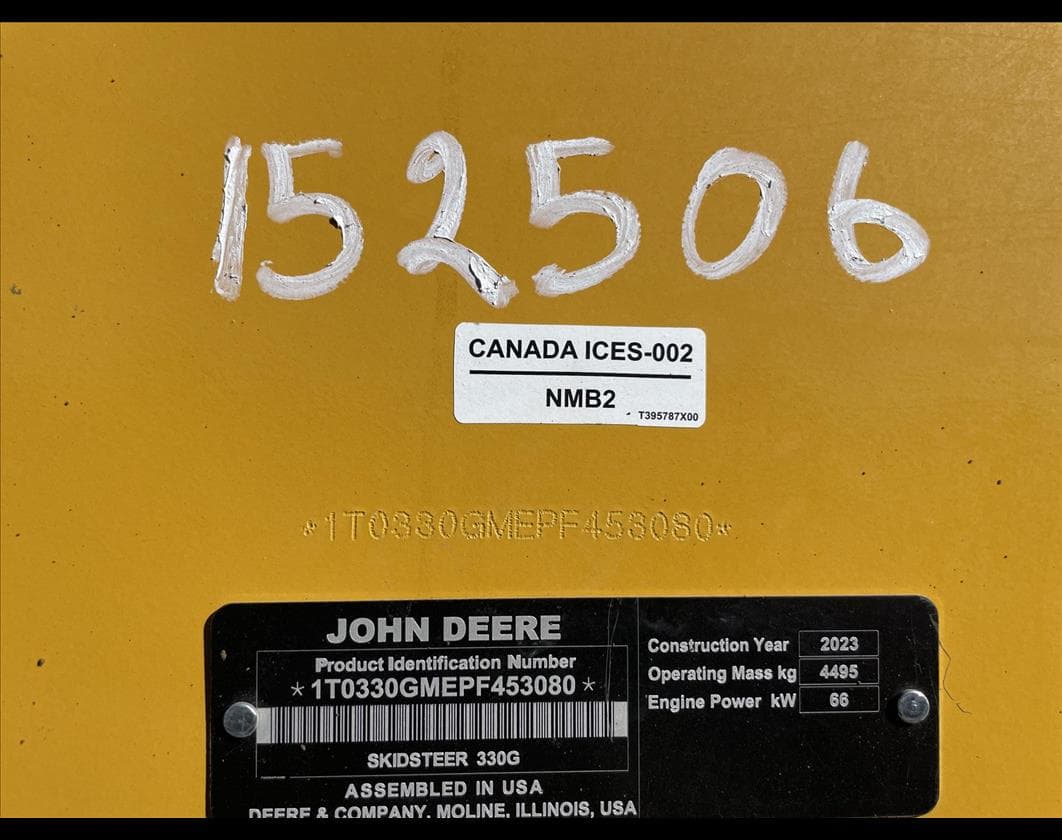 152506
CANADA ICES-002
NMB2
T395787X00
*1T0330GMEPF453080*
JOHN DEERE
Product Identification Number
*1T0330GMEPF453080*
SKIDSTEER 330G
ASSEMBLED IN USA
DEERE & COMPANY, MOLINE, ILLINOIS, USA
Construction Year 2023
Operating Mass kg 4495
Engine Power kW 66